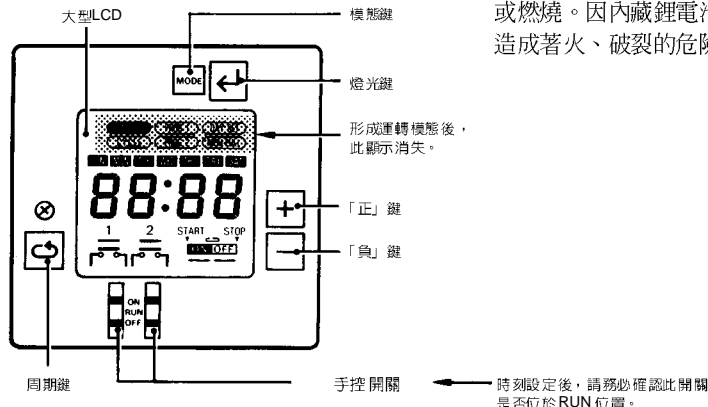 大型LCD
模態鍵
或燃燒。因內藏鋰電
造成著火、破裂的危
MODE
燈光鍵
形成運轉模態後，
此顯示消失。
88:88
「正」鍵
1 2 START STOP
ON OFF
「負」鍵
ON
RUN
OFF
周期鍵
手控開關
時刻設定後，請務必確認此開關
是否位於RUN位置。